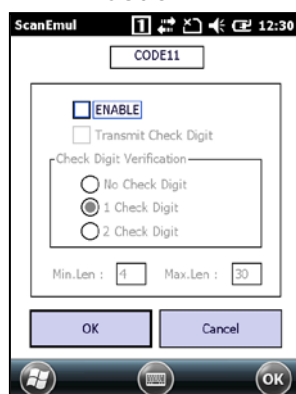 ScanEmul 1 12:30
CODE11
ENABLE
Transmit Check Digit
Check Digit Verification
No Check Digit
1 Check Digit
2 Check Digit
Min.Len : 4 Max.Len : 30
OK Cancel
OK